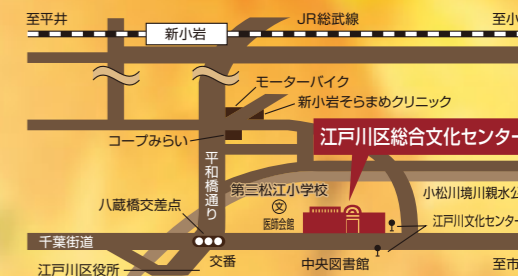 至平井
新小岩
JR総武線
至小
モーターバイク
新小岩そらまめクリニック
コープみらい
江戸川区総合文化センター
平和橋通り
第三松江小学校
文
医師会館
小松川境川親水公
八蔵橋交差点
江戸川文化センター
千葉街道
交番
中央図書館
至市
江戸川区役所